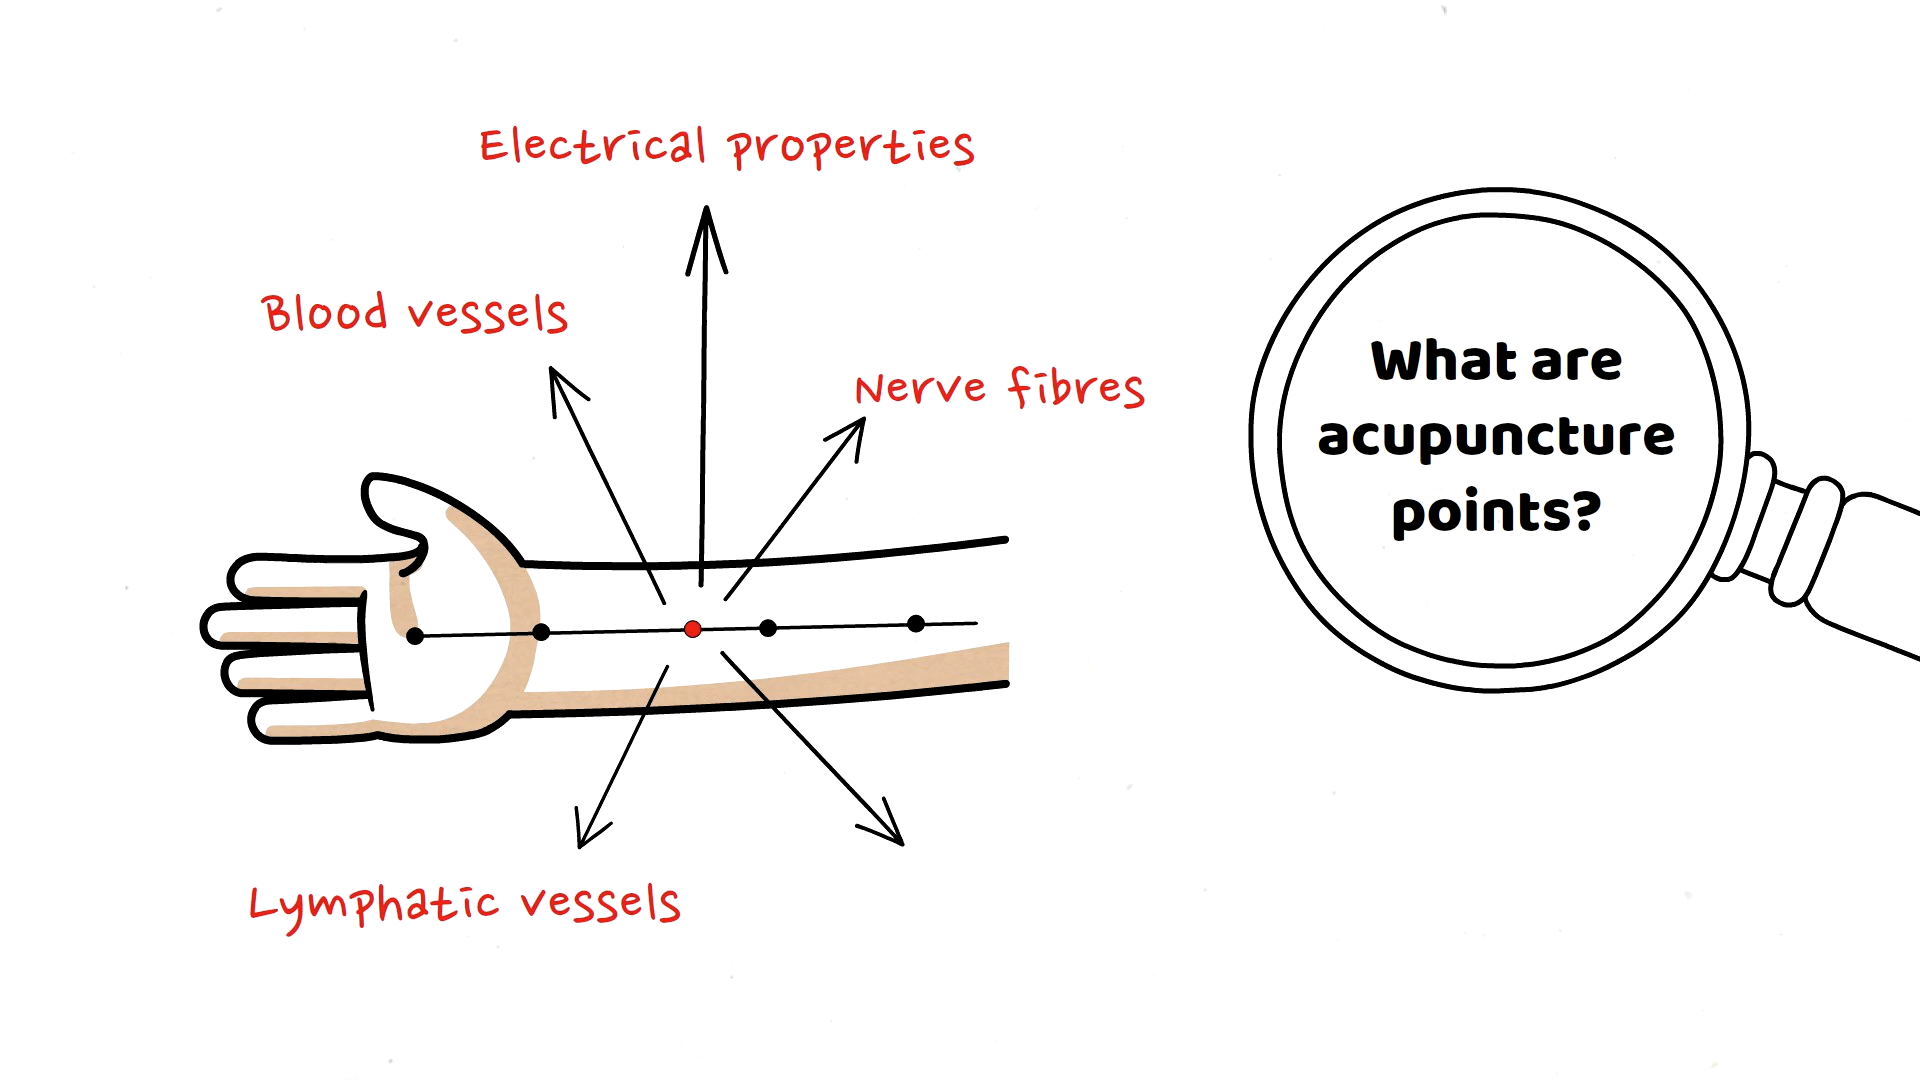 Electrical properties
Blood vessels
Nerve fibres
Lymphatic vessels
What are
acupuncture
points?